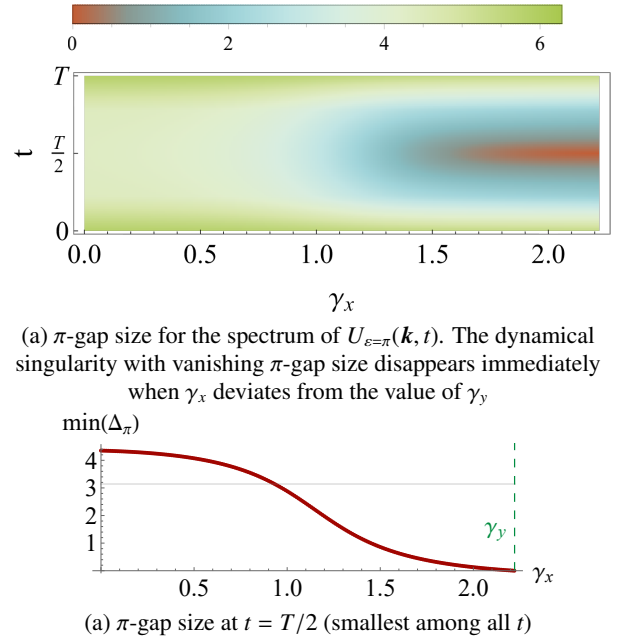 0 2 4 6
T
t
T
2
0
0.0 0.5 1.0 1.5 2.0
γx
(a) π-gap size for the spectrum of Uε=π(k, t). The dynamical
singularity with vanishing π-gap size disappears immediately
when γx deviates from the value of γy
min(Δπ)
4
3
2
γy
1
γx
0.5 1.0 1.5 2.0
(a) π-gap size at t = T/2 (smallest among all t)